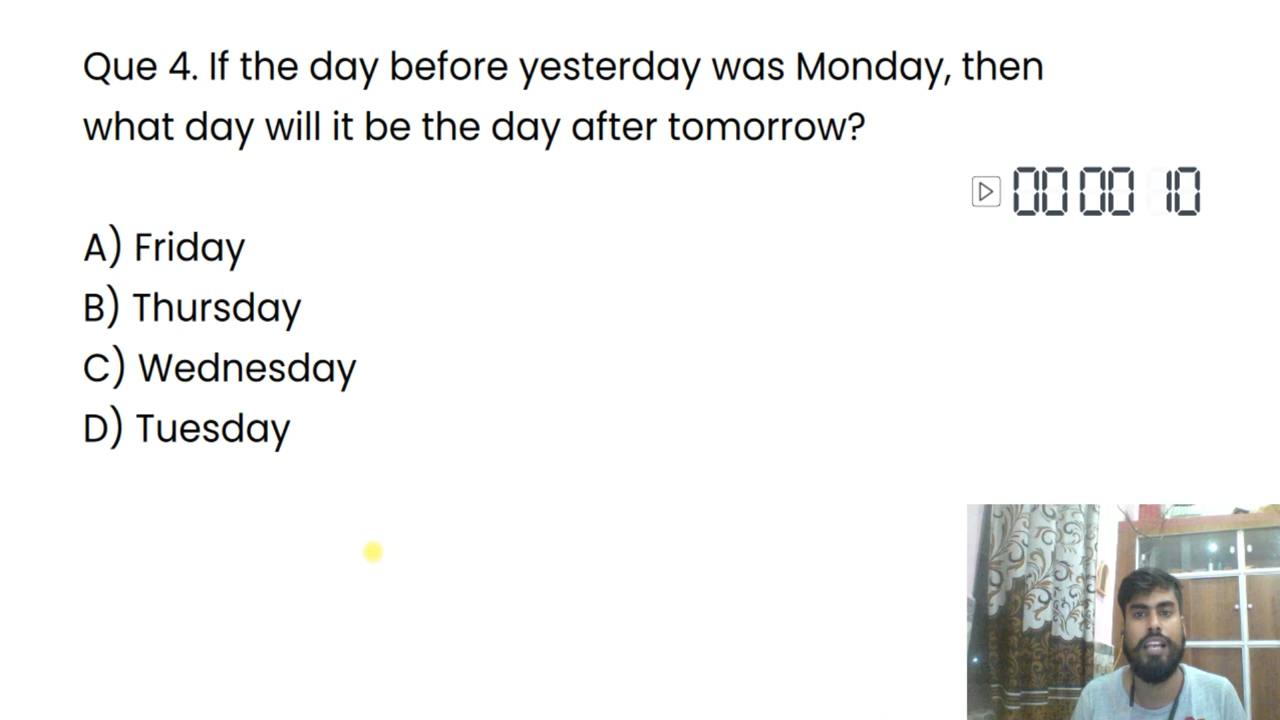 Que 4. If the day before yesterday was Monday, then
what day will it be the day after tomorrow?
00 00 10
A) Friday
B) Thursday
C) Wednesday
D) Tuesday